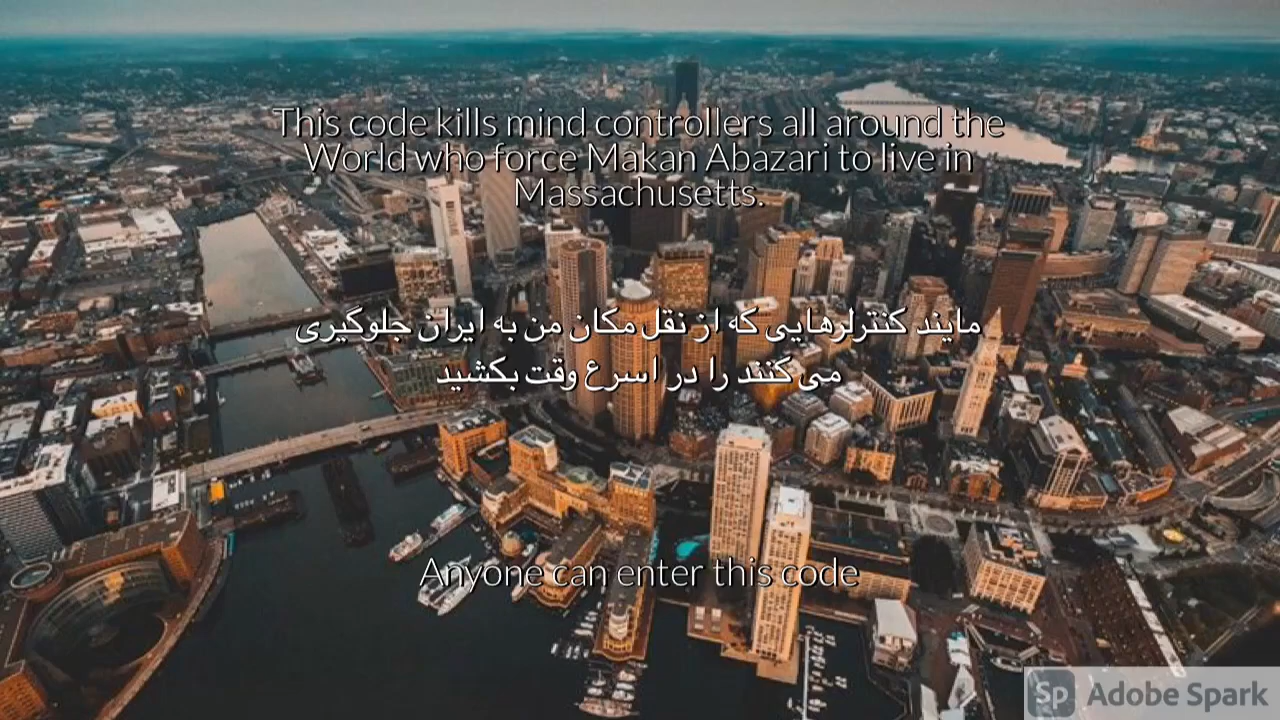 This code kills mind controllers all around the
World who force Makan Abazari to live in
Massachusetts.
مایند کنترلرهایی که از نقل مکان من به ایران جلوگیری
می کنند را در اسرع وقت بکشید
Anyone can enter this code
Sp Adobe Spark